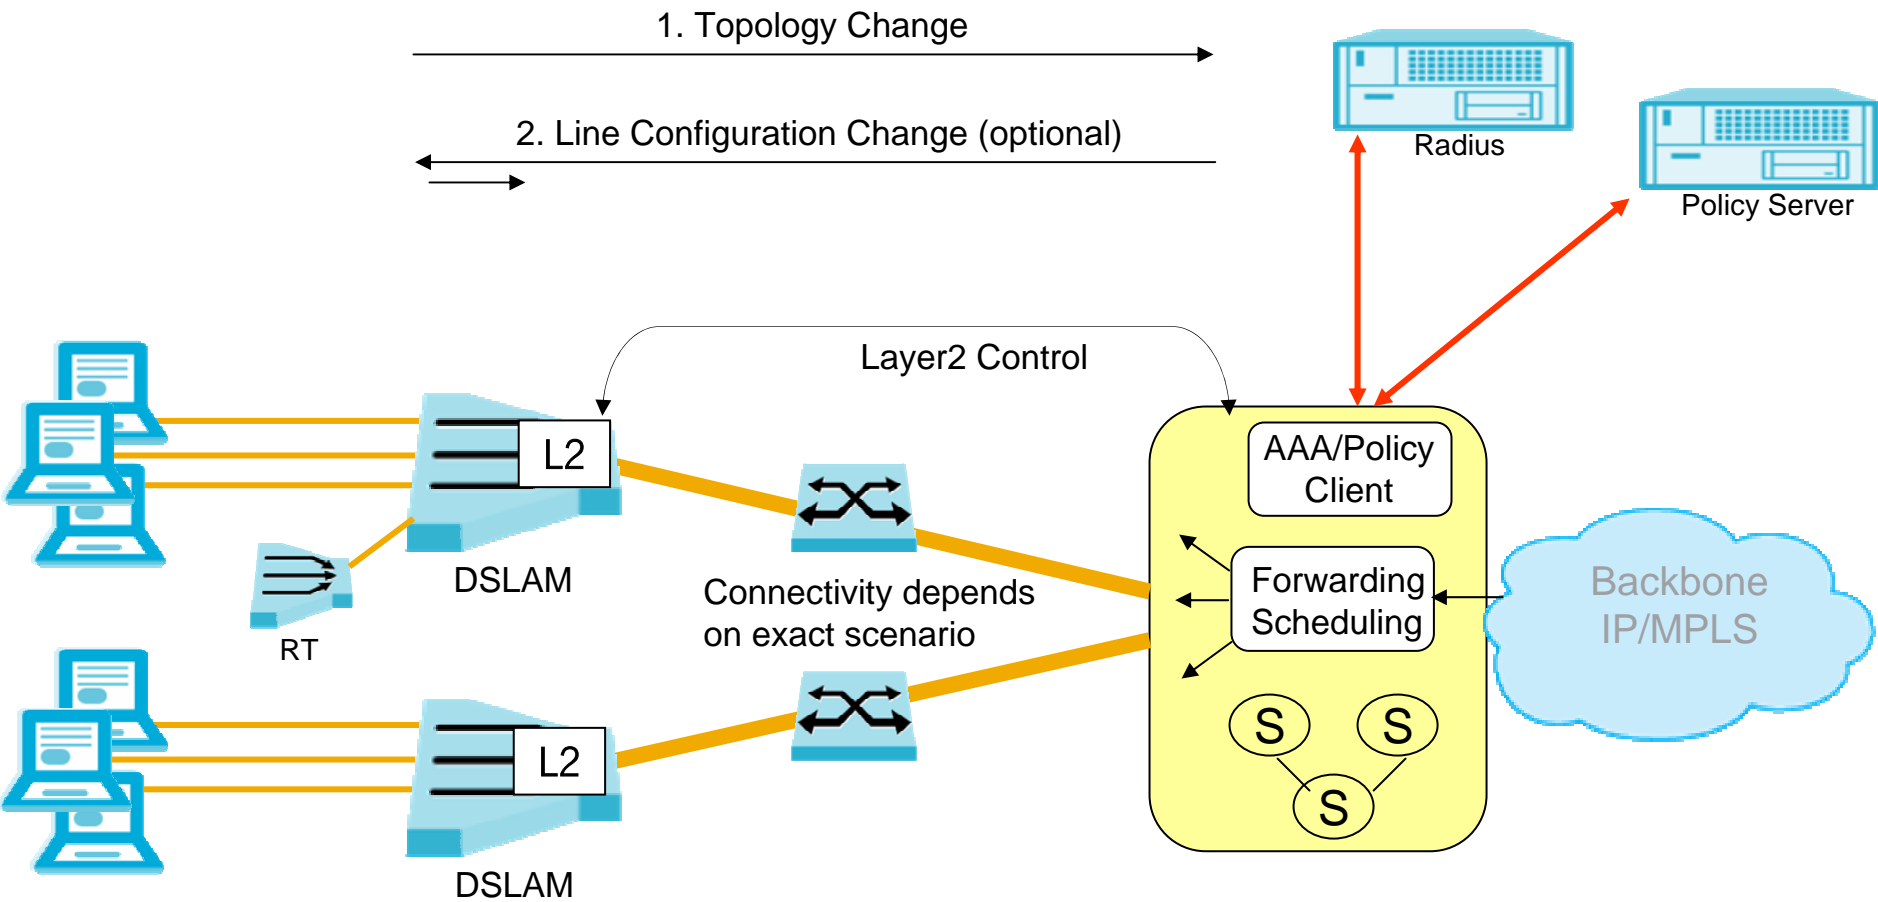 1. Topology Change
2. Line Configuration Change (optional)
Radius
Policy Server
Layer2 Control
AAA/Policy
Client
L2
DSLAM
RT
Connectivity depends
on exact scenario
Forwarding
Scheduling
Backbone
IP/MPLS
S S
S
L2
DSLAM